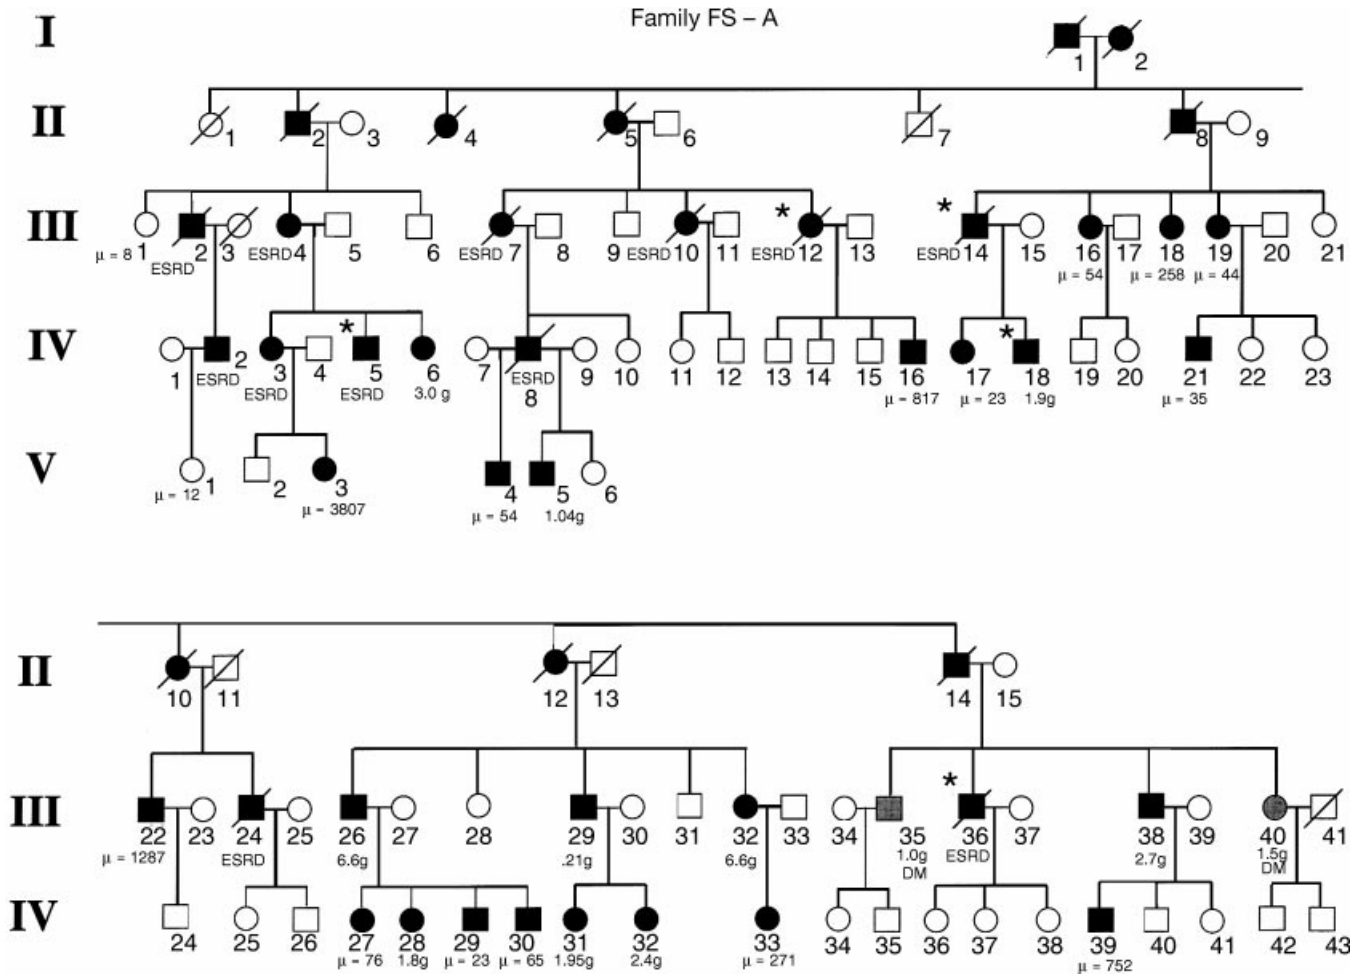 Family FS – A
I
1 2
II
1 2 3 4 5 6 7 8 9
* *
III
1 2 3 4 5 6 7 8 9 10 11 12 13 14 15 16 17 18 19 20 21
μ = 8 ESRD ESRD ESRD ESRD ESRD ESRD μ = 54 μ = 258 μ = 44
* *
IV
1 2 3 4 5 6 7 8 9 10 11 12 13 14 15 16 17 18 19 20 21 22 23
ESRD ESRD ESRD 3.0 g ESRD μ = 817 μ = 23 1.9g μ = 35
V
1 2 3 4 5 6
μ = 12 μ = 3807 μ = 54 1.04g
II
10 11 12 13 14 15
*
III
22 23 24 25 26 27 28 29 30 31 32 33 34 35 36 37 38 39 40 41
μ = 1287 ESRD 6.6g .21g 6.6g 1.0g ESRD 2.7g 1.5g
DM DM
IV
24 25 26 27 28 29 30 31 32 33 34 35 36 37 38 39 40 41 42 43
μ = 76 1.8g μ = 23 μ = 65 1.95g 2.4g μ = 271 μ = 752